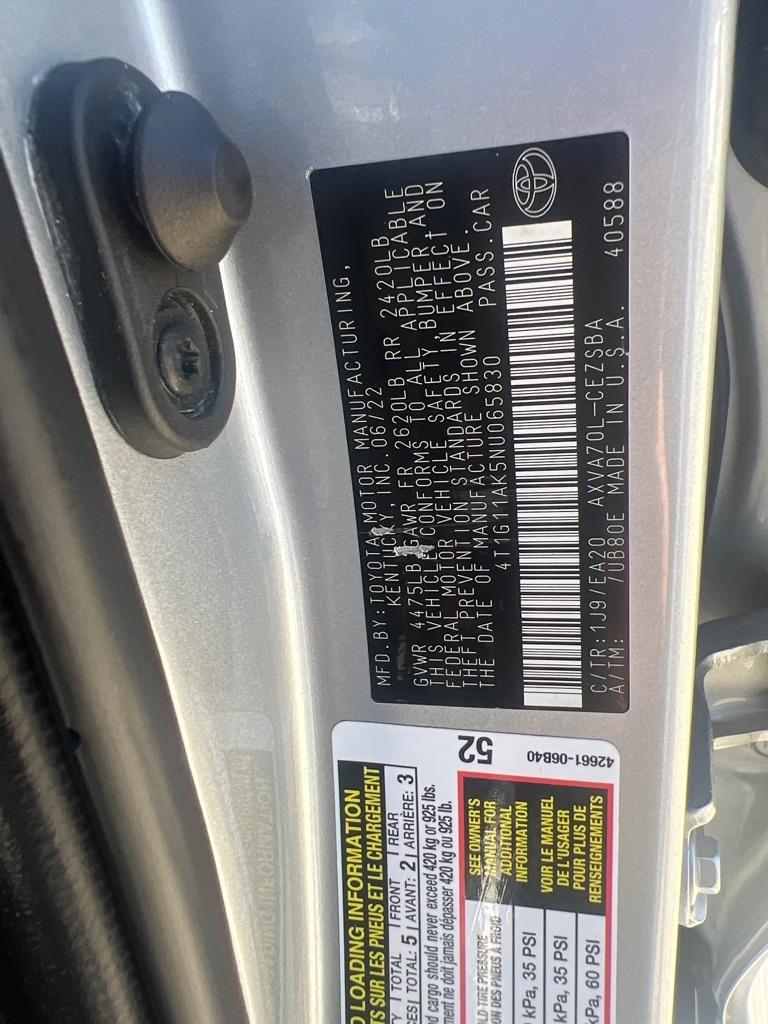 MFD.BY:TOYOTA MOTOR MANUFACTURING,
KENTUCKY, INC. 06/22
GVWR 4475LB GAWR FR 2620LB RR 2420LB
THIS VEHICLE CONFORMS TO ALL APPLICABLE
FEDERAL MOTOR VEHICLE SAFETY, BUMPER AND
THEFT PREVENTION STANDARDS IN EFFECT ON
THE DATE OF MANUFACTURE SHOWN ABOVE.
4T1G11AK5NU065830 PASS.CAR
C/TR:1J9/EA20 AXVA70L-CEZSBA
A/TM: /UB80E MADE IN U.S.A. 40588
LOADING INFORMATION
SUR LES PNEUS ET LE CHARGEMENT
TOTAL FRONT REAR
TOTAL: 5 AVANT: 2 ARRIÈRE: 3
cargo should never exceed 420 kg or 925 lbs.
ne doit jamais dépasser 420 kg ou 925 lb.
TIRE PRESSURE
DES PNEUS À FROID
kPa, 35 PSI
kPa, 35 PSI
kPa, 60 PSI
SEE OWNER'S
MANUAL FOR
ADDITIONAL
INFORMATION
VOIR LE MANUEL
DE L'USAGER
POUR PLUS DE
RENSEIGNEMENTS
52
42661-06B40